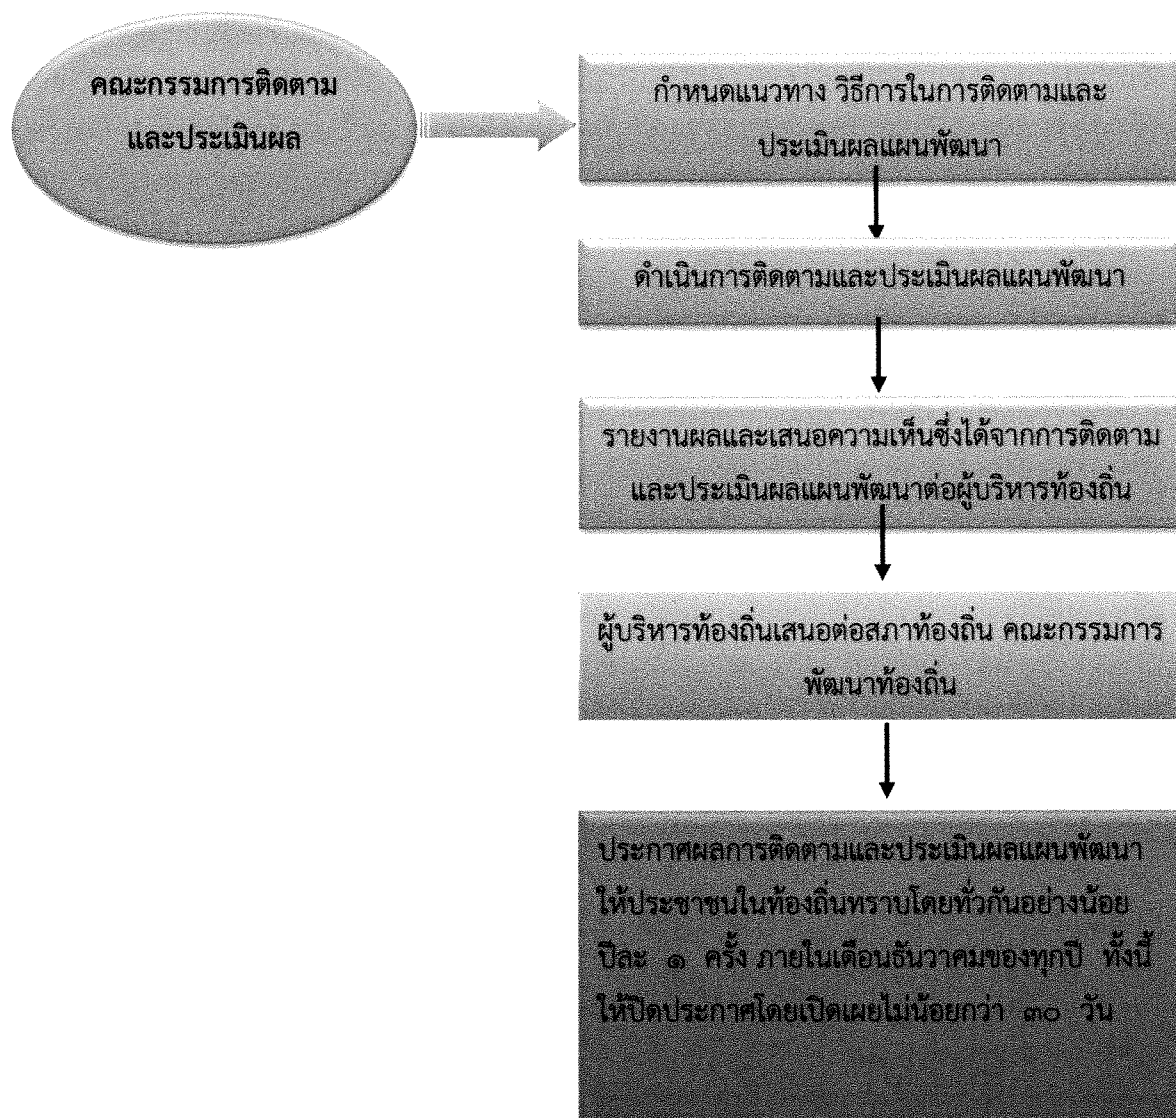 คณะกรรมการติดตาม
และประเมินผล
กำหนดแนวทาง วิธีการในการติดตามและ
ประเมินผลแผนพัฒนา
ดำเนินการติดตามและประเมินผลแผนพัฒนา
รายงานผลและเสนอความเห็นซึ่งได้จากการติดตาม
และประเมินผลแผนพัฒนาต่อผู้บริหารท้องถิ่น
ผู้บริหารท้องถิ่นเสนอต่อสภาท้องถิ่น คณะกรรมการ
พัฒนาท้องถิ่น
ประกาศผลการติดตามและประเมินผลแผนพัฒนา
ให้ประชาชนในท้องถิ่นทราบโดยทั่วกันอย่างน้อย
ปีละ ๑ ครั้ง ภายในเดือนธันวาคมของทุกปี ทั้งนี้
ให้ปิดประกาศโดยเปิดเผยไม่น้อยกว่า ๓๐ วัน